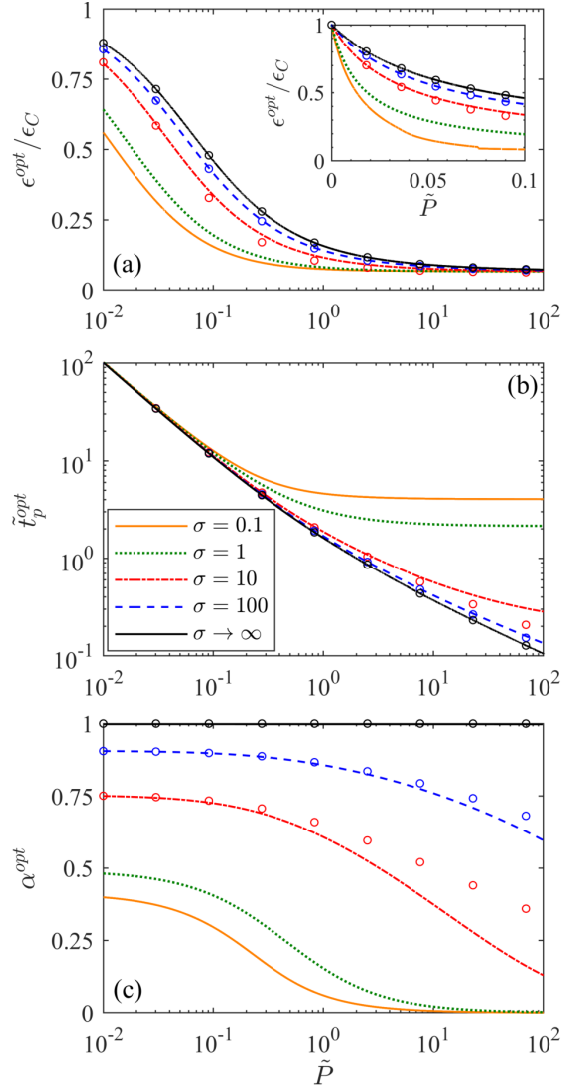 1
0.75
0.5
0.25
0
ϵ^{opt}/ϵ_C
(a)
10^{-2} 10^{-1} 10^{0} 10^{1} 10^{2}
1
0.5
0
ϵ^{opt}/ϵ_C
0 0.05 0.1
P̃
10^{2}
10^{1}
10^{0}
10^{-1}
t̃_p^{opt}
(b)
σ = 0.1
σ = 1
σ = 10
σ = 100
σ → ∞
10^{-2} 10^{-1} 10^{0} 10^{1} 10^{2}
1
0.75
0.5
0.25
0
α^{opt}
(c)
10^{-2} 10^{-1} 10^{0} 10^{1} 10^{2}
P̃